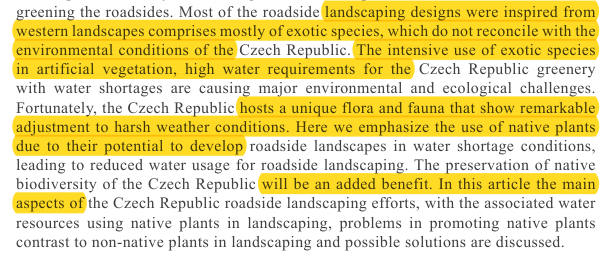 greening the roadsides. Most of the roadside landscaping designs were inspired from
western landscapes comprises mostly of exotic species, which do not reconcile with the
environmental conditions of the Czech Republic. The intensive use of exotic species
in artificial vegetation, high water requirements for the Czech Republic greenery
with water shortages are causing major environmental and ecological challenges.
Fortunately, the Czech Republic hosts a unique flora and fauna that show remarkable
adjustment to harsh weather conditions. Here we emphasize the use of native plants
due to their potential to develop roadside landscapes in water shortage conditions,
leading to reduced water usage for roadside landscaping. The preservation of native
biodiversity of the Czech Republic will be an added benefit. In this article the main
aspects of the Czech Republic roadside landscaping efforts, with the associated water
resources using native plants in landscaping, problems in promoting native plants
contrast to non-native plants in landscaping and possible solutions are discussed.